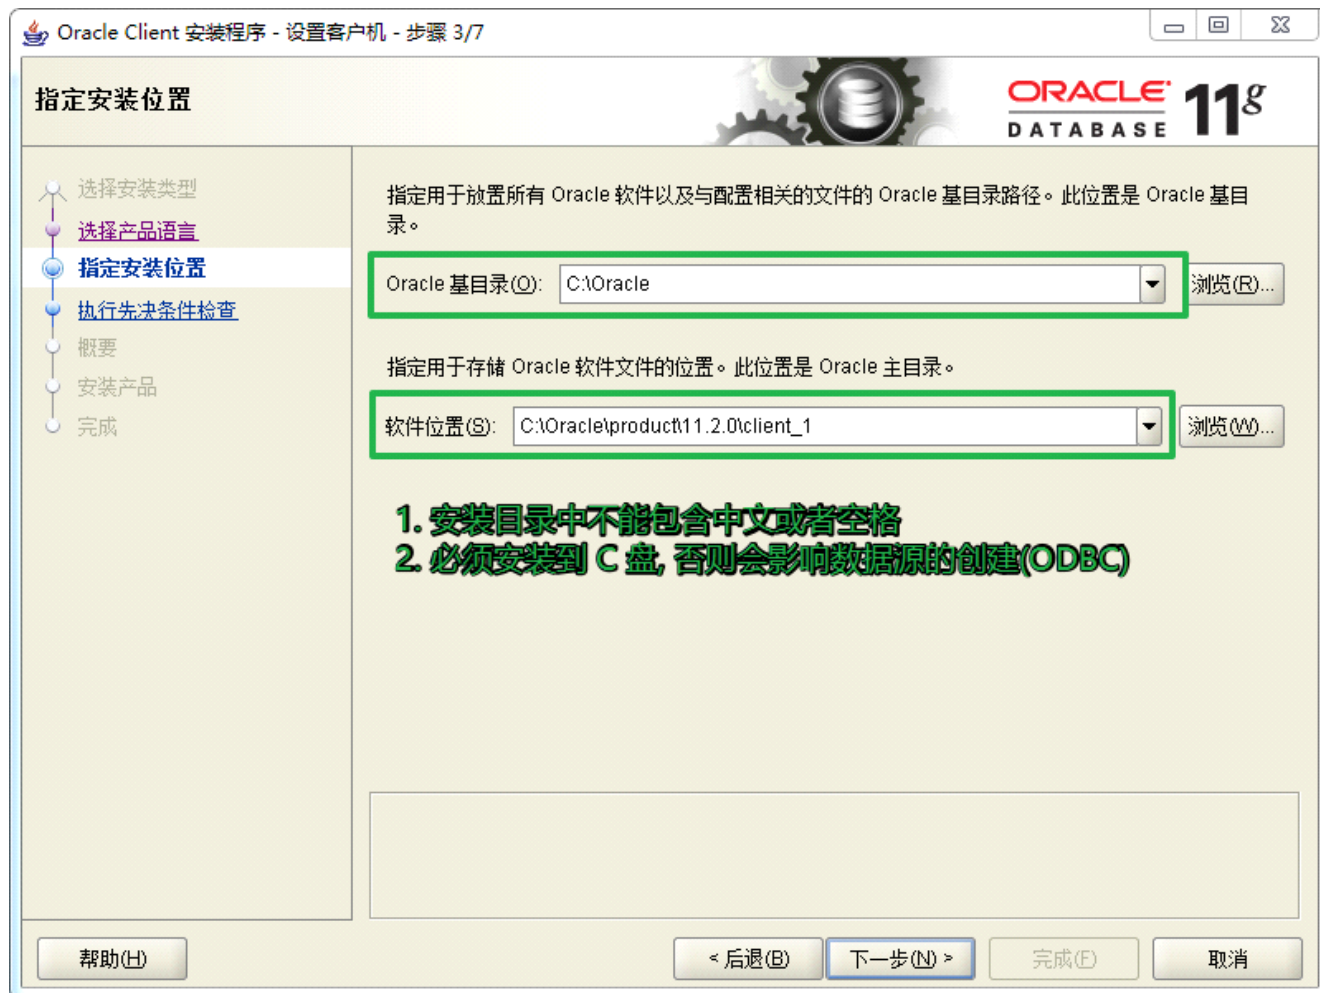 Oracle Client 安装程序 - 设置客户机 - 步骤 3/7
指定安装位置
ORACLE
DATABASE
11g
选择安装类型
选择产品语言
指定安装位置
执行先决条件检查
概要
安装产品
完成
指定用于放置所有 Oracle 软件以及与配置相关的文件的 Oracle 基目录路径。此位置是 Oracle 基目
录。
Oracle 基目录(O): C:\Oracle 浏览(R)...
指定用于存储 Oracle 软件文件的位置。此位置是 Oracle 主目录。
软件位置(S): C:\Oracle\product\11.2.0\client_1 浏览(W)...
1. 安装目录中不能包含中文或者空格
2. 必须安装到 C 盘, 否则会影响数据源的创建(ODBC)
帮助(H) < 后退(B) 下一步(N) > 完成(F) 取消